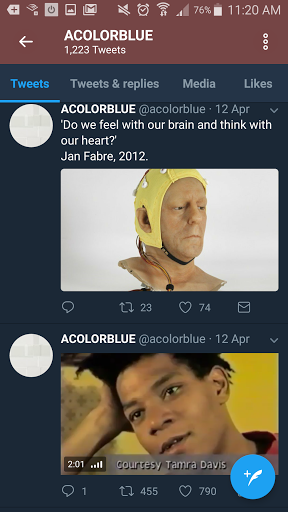 76% 11:20 AM
ACOLORBLUE
1,223 Tweets
Tweets Tweets & replies Media Likes
ACOLORBLUE @acolorblue · 12 Apr
'Do we feel with our brain and think with
our heart?'
Jan Fabre, 2012.
23 74
ACOLORBLUE @acolorblue · 12 Apr
2:01
Courtesy Tamra Davis
1 455 790